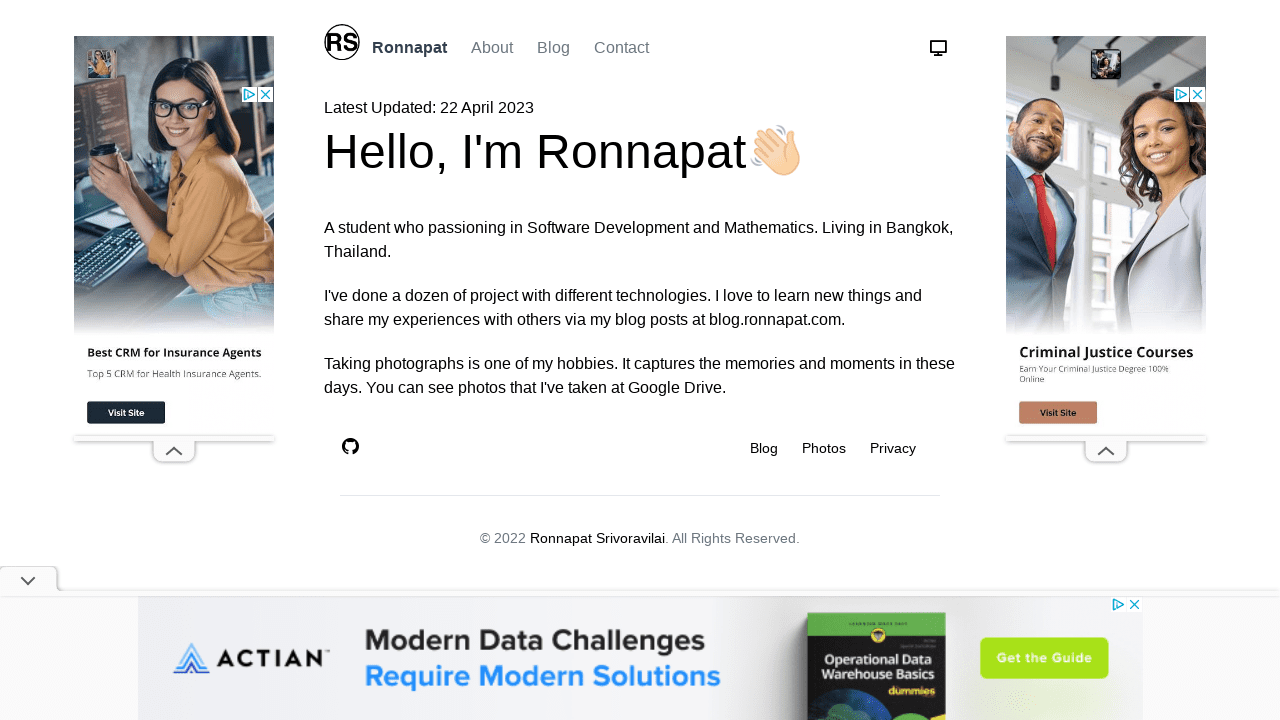 RS
Ronnapat About Blog Contact
Latest Updated: 22 April 2023
Hello, I'm Ronnapat👋🏻
A student who passioning in Software Development and Mathematics. Living in Bangkok,
Thailand.
I've done a dozen of project with different technologies. I love to learn new things and
share my experiences with others via my blog posts at blog.ronnapat.com.
Taking photographs is one of my hobbies. It captures the memories and moments in these
days. You can see photos that I've taken at Google Drive.
Blog Photos Privacy
© 2022 Ronnapat Srivoravilai. All Rights Reserved.
Best CRM for Insurance Agents
Top 5 CRM for Health Insurance Agents.
Visit Site
Criminal Justice Courses
Earn Your Criminal Justice Degree 100%
Online
Visit Site
ACTIAN™
Modern Data Challenges
Require Modern Solutions
Operational Data
Warehouse Basics
dummies
Get the Guide